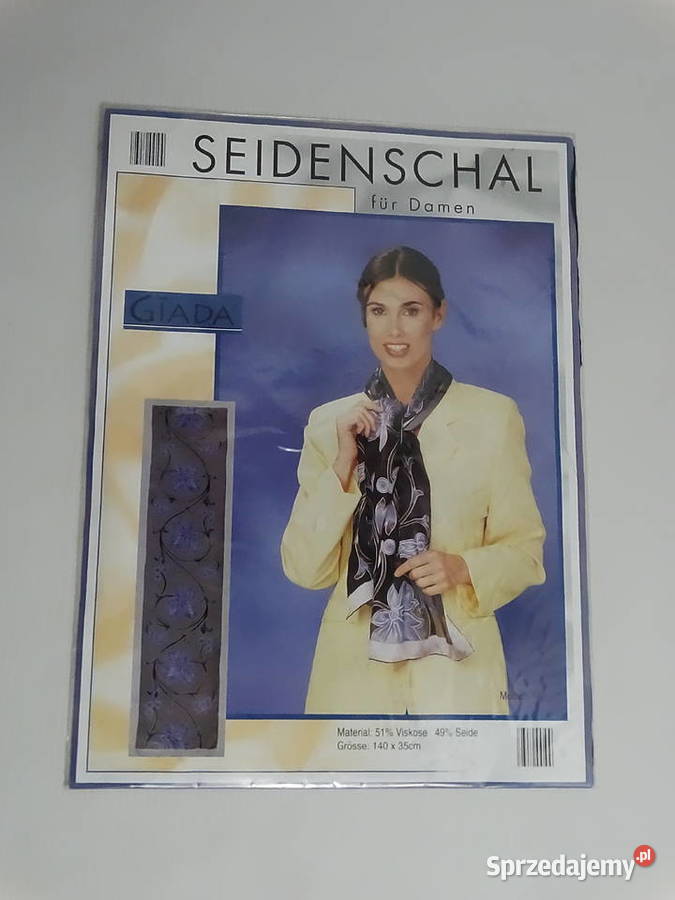 SEIDENSCHAL
für Damen
GIADA
Material: 51% Viskose 49% Seide
Grösse: 140 x 35cm
Sprzedajemy.pl